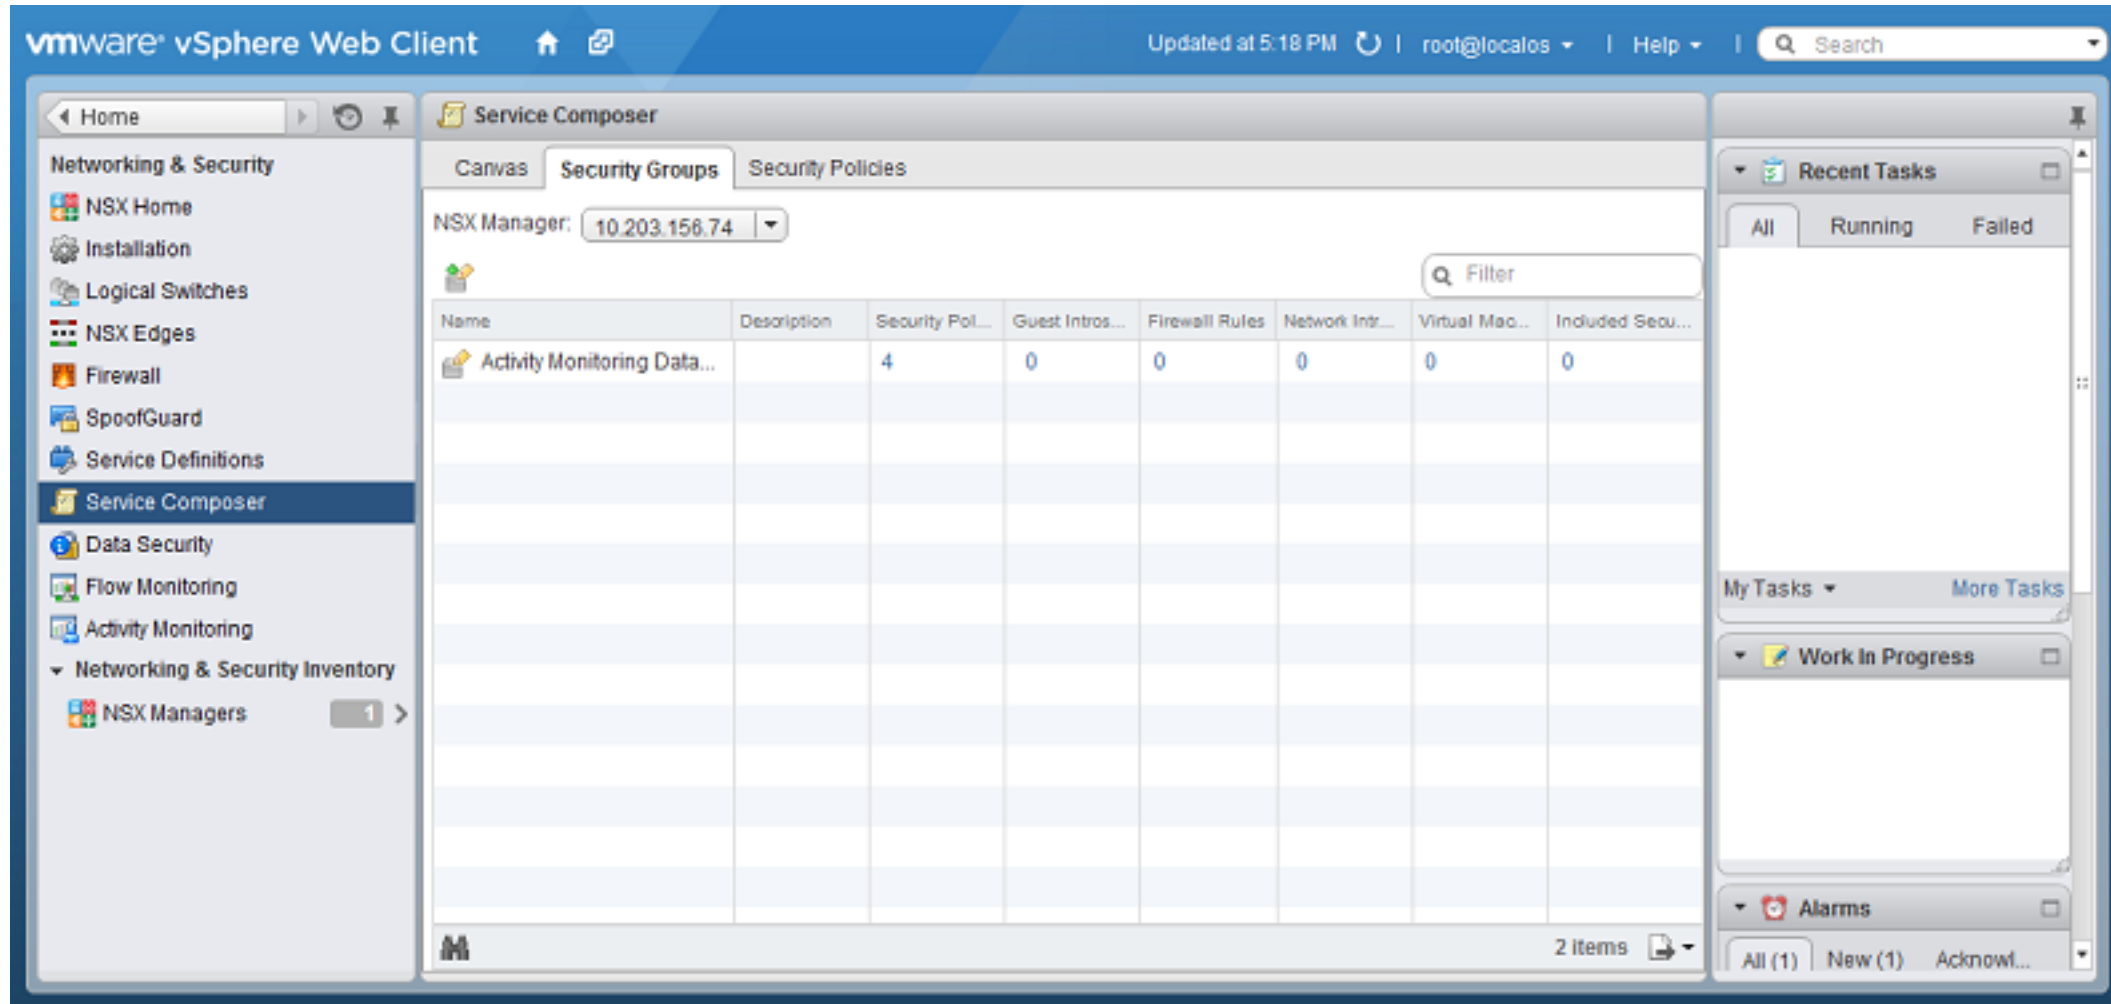 vmware vSphere Web Client
Updated at 5:18 PM | root@localos | Help | Search
Home
Networking & Security
NSX Home
Installation
Logical Switches
NSX Edges
Firewall
SpoofGuard
Service Definitions
Service Composer
Data Security
Flow Monitoring
Activity Monitoring
Networking & Security Inventory
NSX Managers 1
Service Composer
Canvas Security Groups Security Policies
NSX Manager: 10.203.156.74
Filter
Name Description Security Pol... Guest Intros... Firewall Rules Network Intr... Virtual Mac... Included Secu...
Activity Monitoring Data... 4 0 0 0 0 0
2 items
Recent Tasks
All Running Failed
My Tasks More Tasks
Work In Progress
Alarms
All (1) New (1) Acknowl...